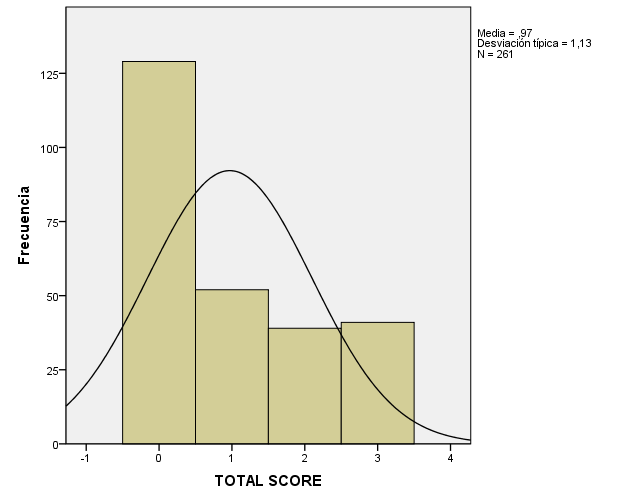 Media = ,97
Desviación típica = 1,13
N = 261
125
100
75
50
25
0
Frecuencia
-1 0 1 2 3 4
TOTAL SCORE